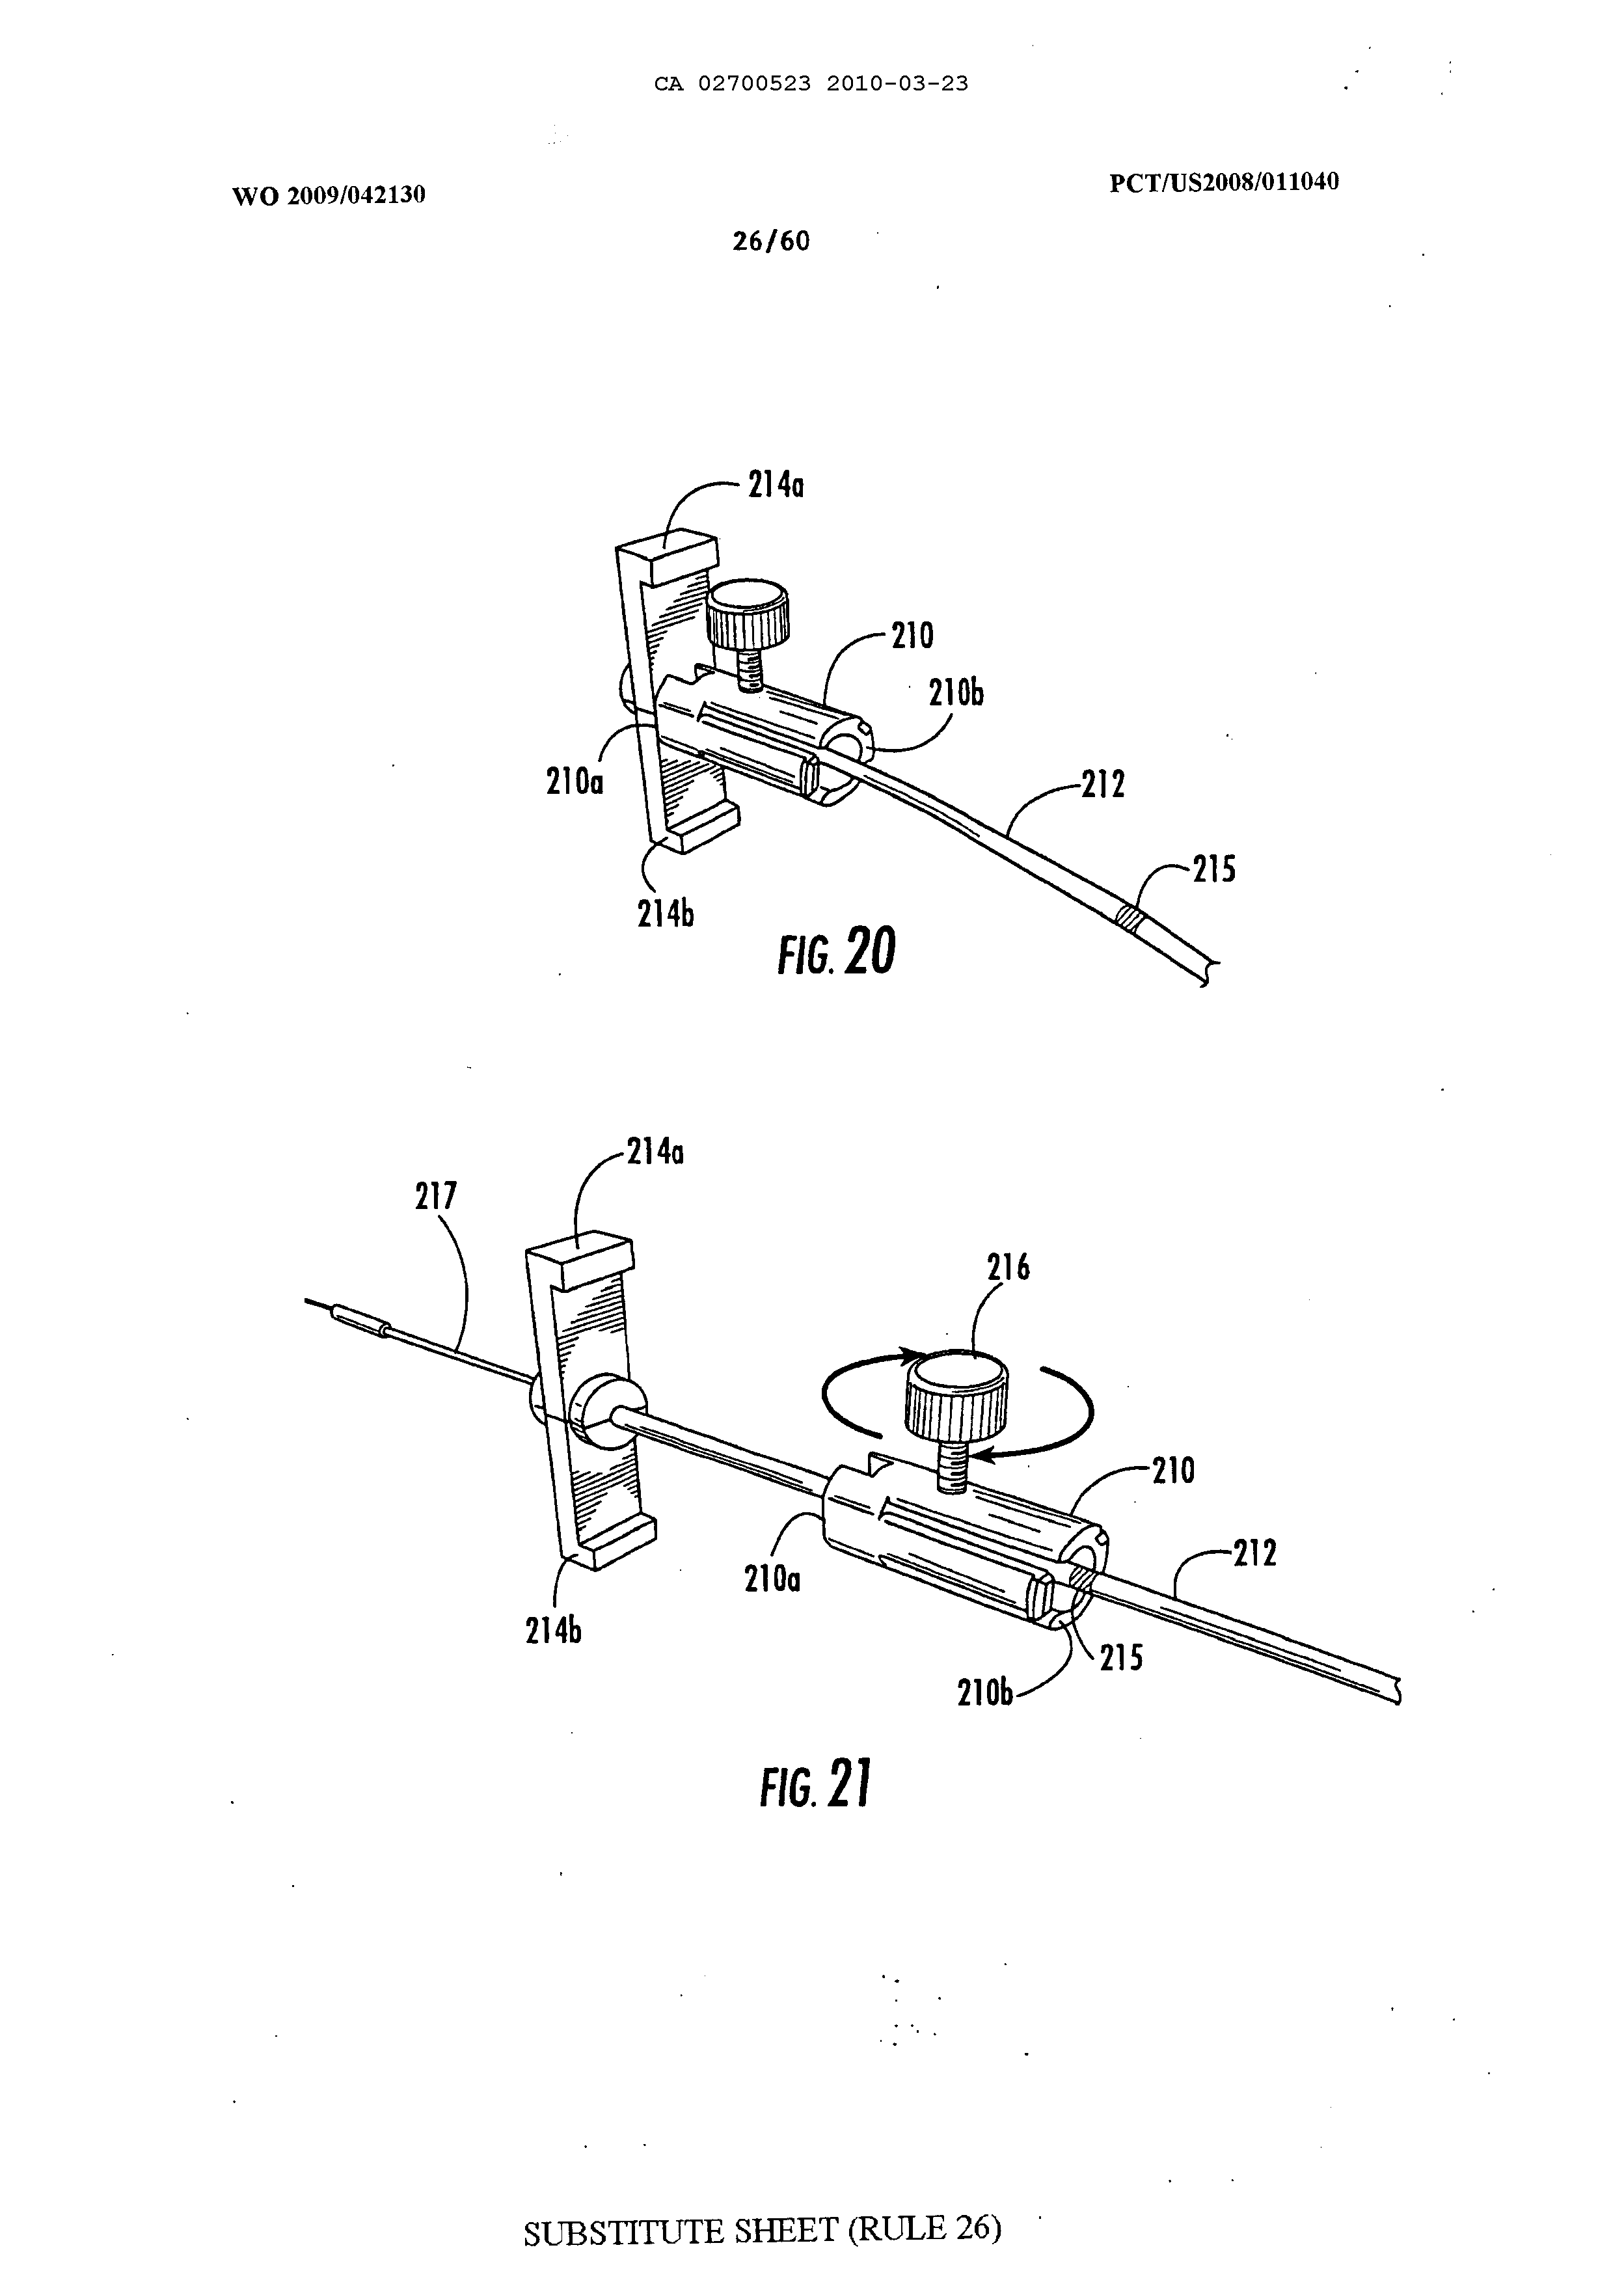 CA 02700523 2010-03-23
WO 2009/042130
PCT/US2008/011040
26/60
214a
210
210b
210a
212
215
214b
FIG. 20
214a
217
216
210
212
210a
214b
215
210b
FIG. 21
SUBSTITUTE SHEET (RULE 26)